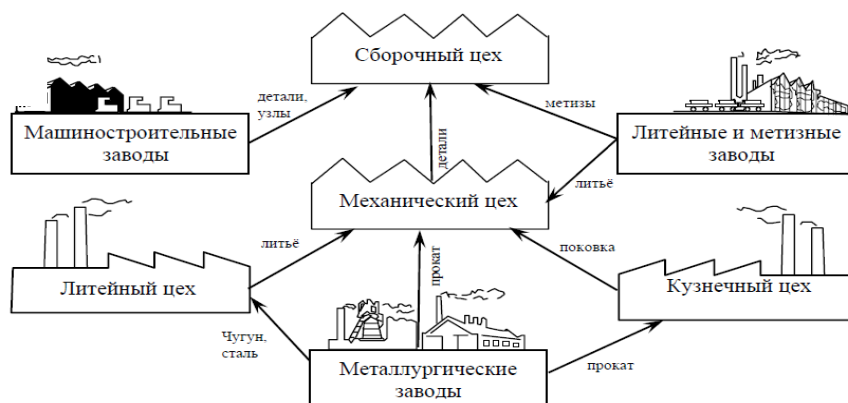 Сборочный цех
детали,
узлы
метизы
Машиностроительные
заводы
детали
Литейные и метизные
заводы
литьё
Механический цех
литьё
прокат
поковка
Литейный цех
Кузнечный цех
Чугун,
сталь
Металлургические
заводы
прокат